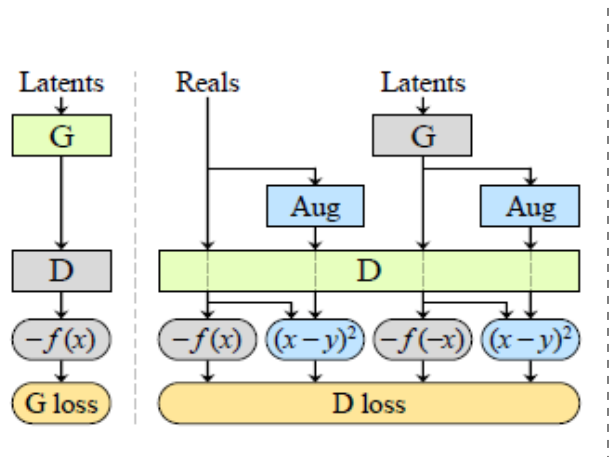 Latents
Reals
Latents
G
G
Aug
Aug
D
D
−f(x)
−f(x)
(x−y)²
−f(−x)
(x−y)²
G loss
D loss